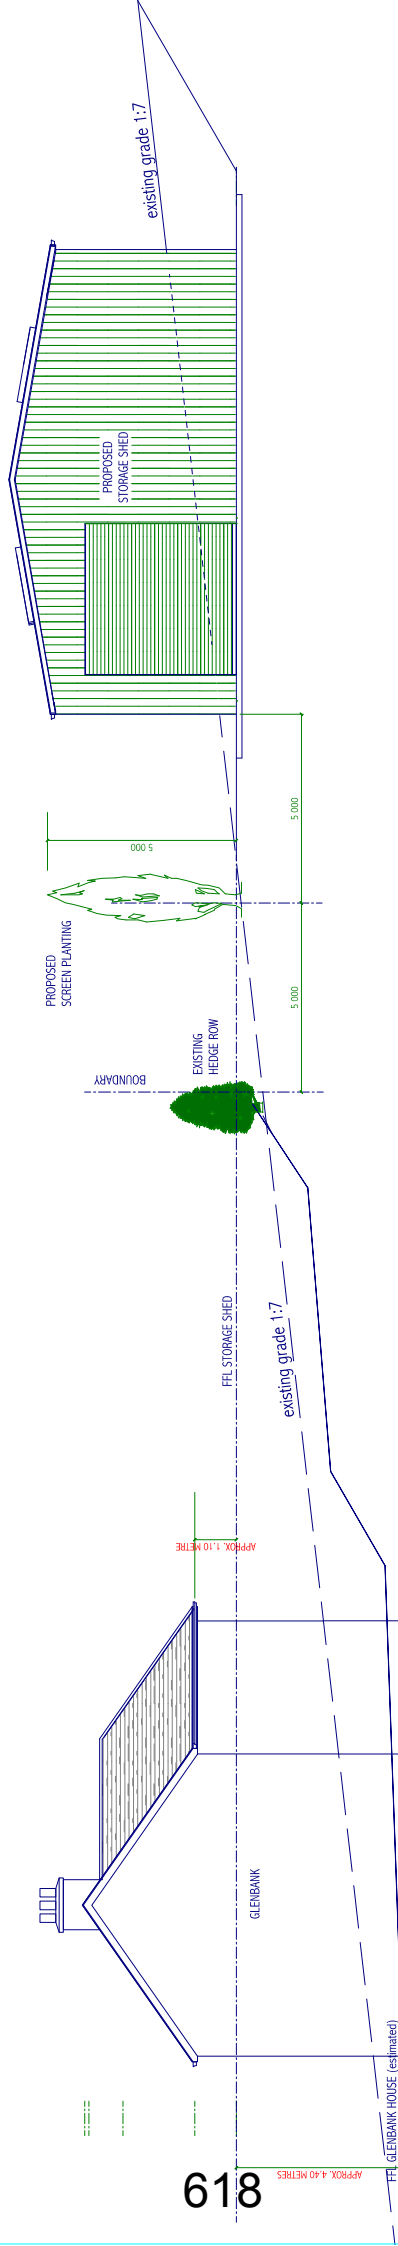 existing grade 1:7
PROPOSED
STORAGE SHED
5 000
5 000
PROPOSED
SCREEN PLANTING
5 000
EXISTING
HEDGE ROW
BOUNDARY
FFL STORAGE SHED
existing grade 1:7
APPROX. 1.10 METRE
GLENBANK
FFL GLENBANK HOUSE (estimated)
APPROX. 4.40 METRES
618